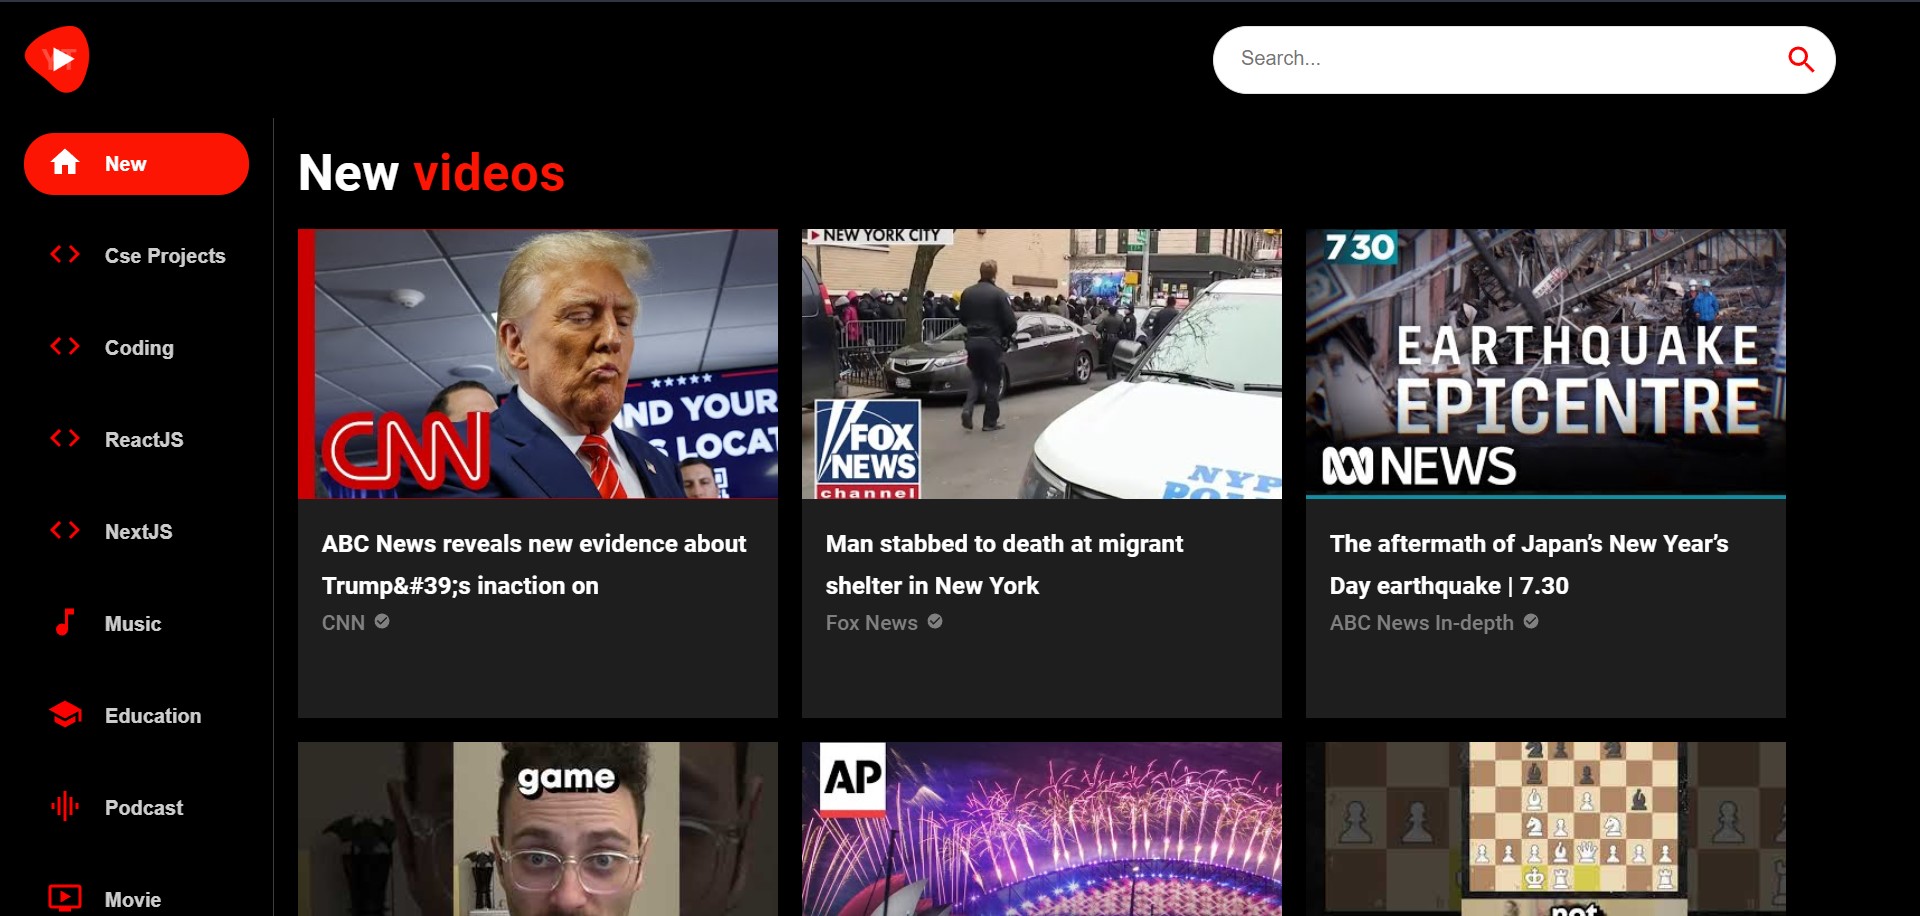 YT
Search...
New
Cse Projects
Coding
ReactJS
NextJS
Music
Education
Podcast
Movie
New videos
CNN
ND YOUR
S LOCAT
ABC News reveals new evidence about
Trump&#39;s inaction on
CNN
NEW YORK CITY
FOX
NEWS
channel
NYP
POLI
Man stabbed to death at migrant
shelter in New York
Fox News
7 30
EARTHQUAKE
EPICENTRE
NEWS
The aftermath of Japan’s New Year’s
Day earthquake | 7.30
ABC News In-depth
game
AP
not